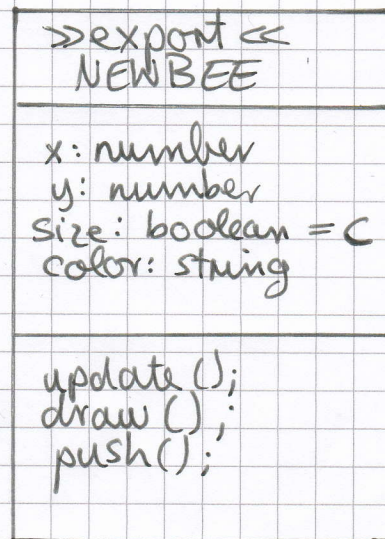 >>export<<
NEWBEE
x: number
y: number
size: boolean = C
color: string
update();
draw();
push();